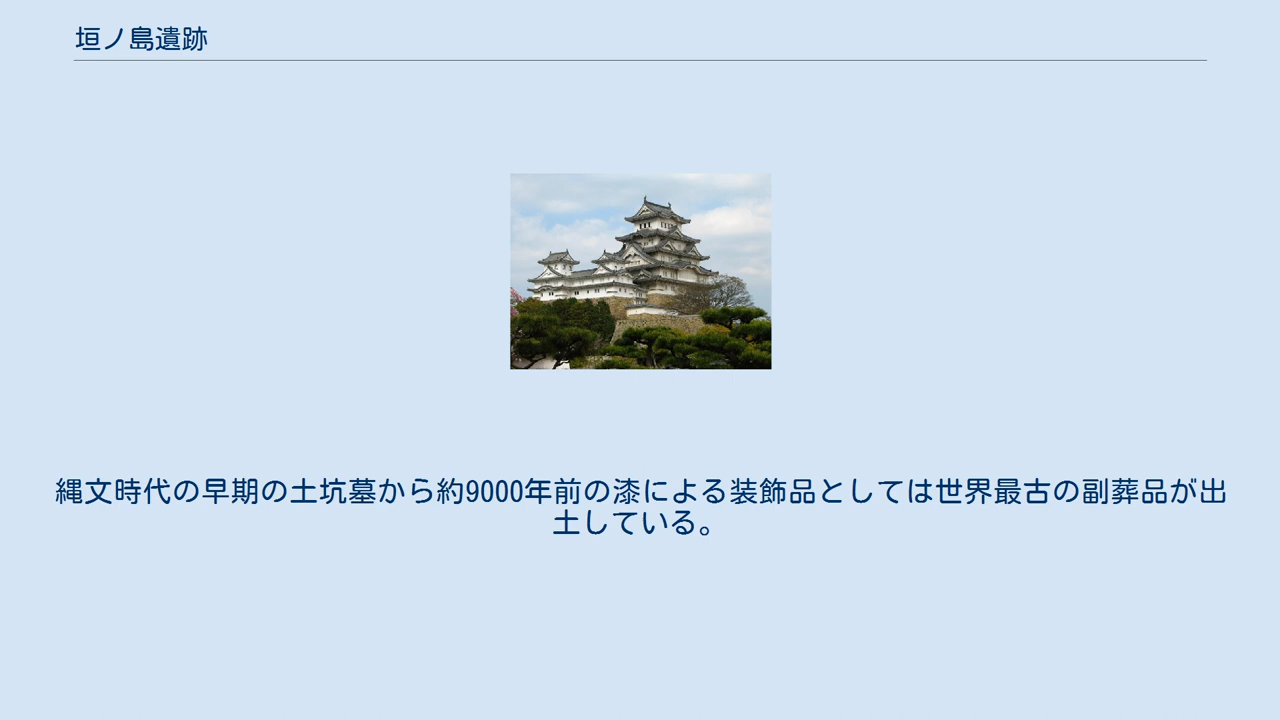 垣ノ島遺跡
縄文時代の早期の土坑墓から約9000年前の漆による装飾品としては世界最古の副葬品が出
土している。